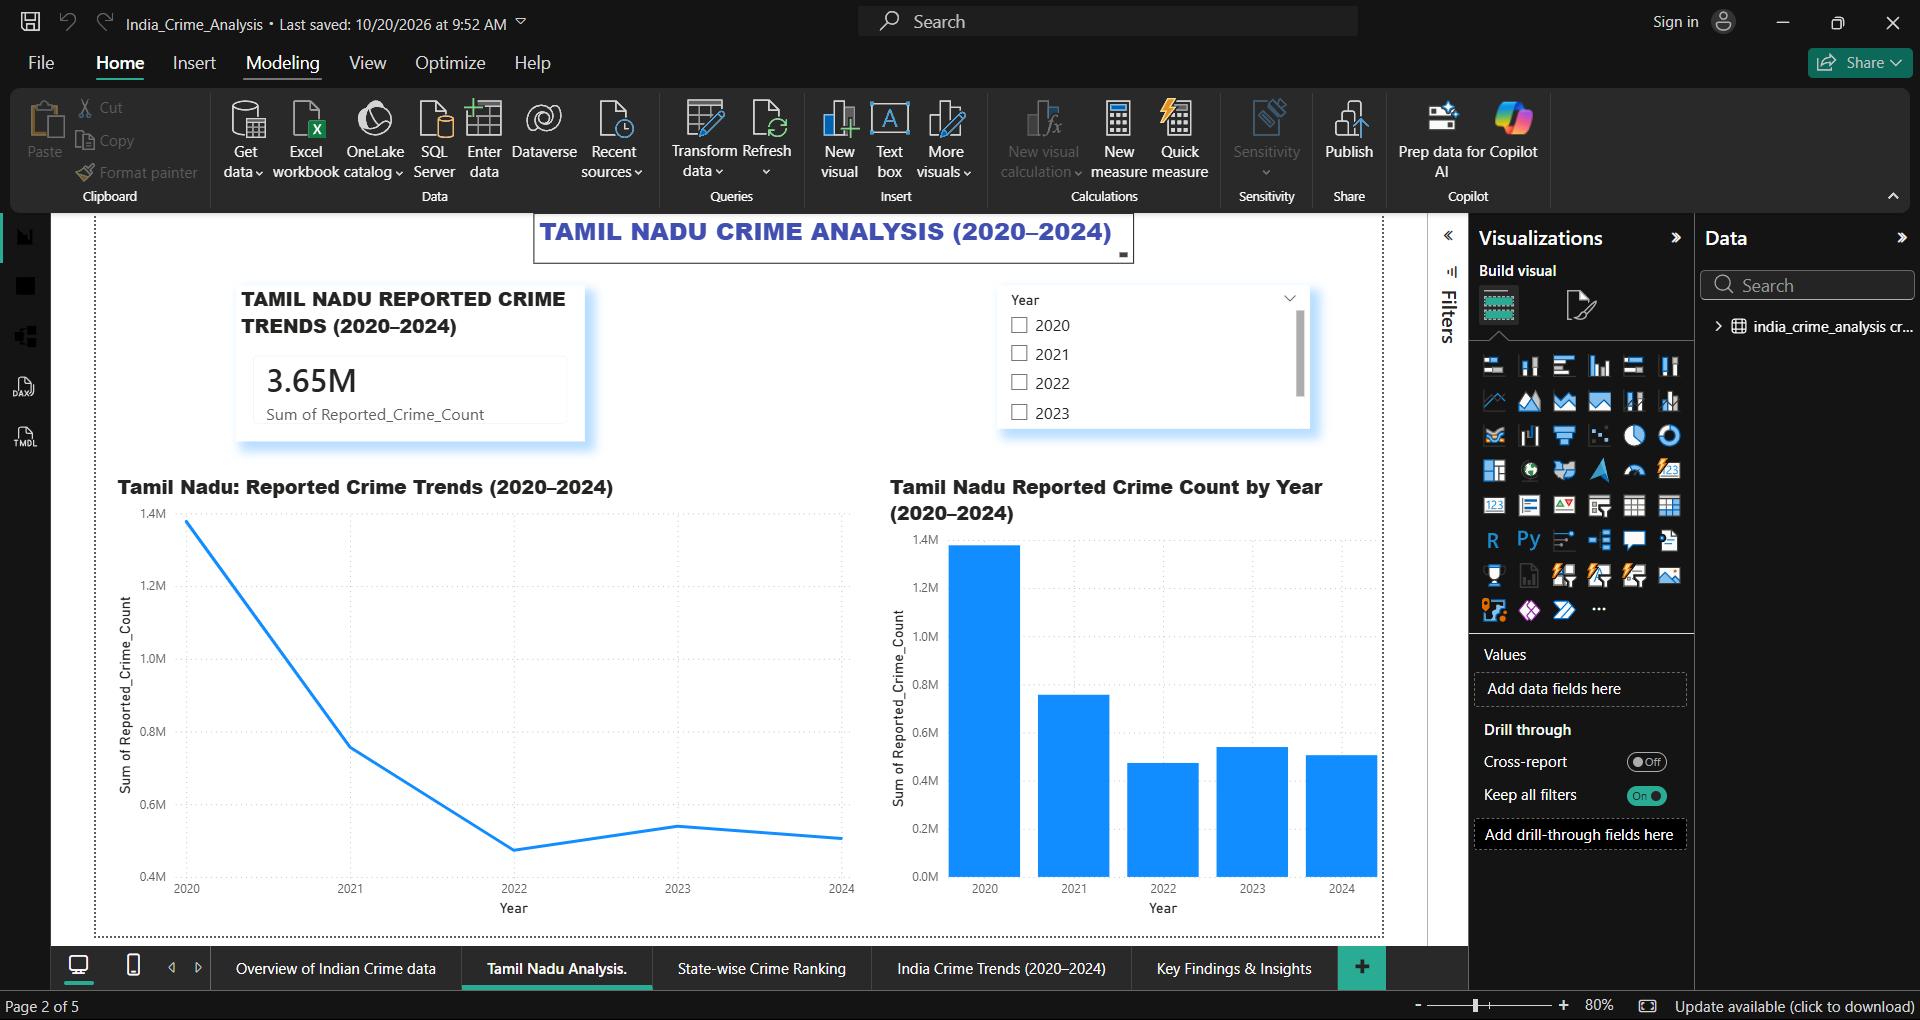 India_Crime_Analysis • Last saved: 10/20/2026 at 9:52 AM
Search
Sign in
File
Home
Insert
Modeling
View
Optimize
Help
Share
Paste
Cut
Copy
Format painter
Clipboard
Get data
Excel workbook
OneLake catalog
SQL Server
Enter data
Dataverse
Recent sources
Data
Transform data
Refresh
Queries
New visual
Text box
More visuals
Insert
New visual calculation
New measure
Quick measure
Calculations
Sensitivity
Sensitivity
Publish
Share
Prep data for AI
Copilot
Copilot
DAX
TMDL
TAMIL NADU CRIME ANALYSIS (2020–2024)
TAMIL NADU REPORTED CRIME
TRENDS (2020–2024)
3.65M
Sum of Reported_Crime_Count
Year
2020
2021
2022
2023
Tamil Nadu: Reported Crime Trends (2020–2024)
Sum of Reported_Crime_Count
1.4M
1.2M
1.0M
0.8M
0.6M
0.4M
2020
2021
2022
2023
2024
Year
Tamil Nadu Reported Crime Count by Year
(2020–2024)
Sum of Reported_Crime_Count
1.4M
1.2M
1.0M
0.8M
0.6M
0.4M
0.2M
0.0M
2020
2021
2022
2023
2024
Year
Filters
Visualizations
Build visual
123
123
R
Py
Values
Add data fields here
Drill through
Cross-report
Off
Keep all filters
On
Add drill-through fields here
Data
Search
india_crime_analysis cr...
Overview of Indian Crime data
Tamil Nadu Analysis.
State-wise Crime Ranking
India Crime Trends (2020–2024)
Key Findings & Insights
Page 2 of 5
80%
Update available (click to download)